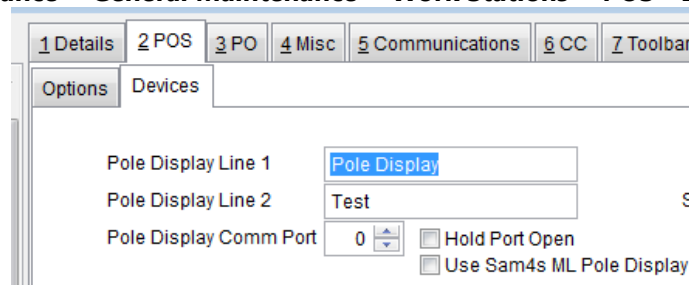 General Maintenance
1 Details 2 POS 3 PO 4 Misc 5 Communications 6 CC 7 Toolbar
Options Devices
Pole Display Line 1 Pole Display
Pole Display Line 2 Test
Pole Display Comm Port 0 Hold Port Open
Use Sam4s ML Pole Display